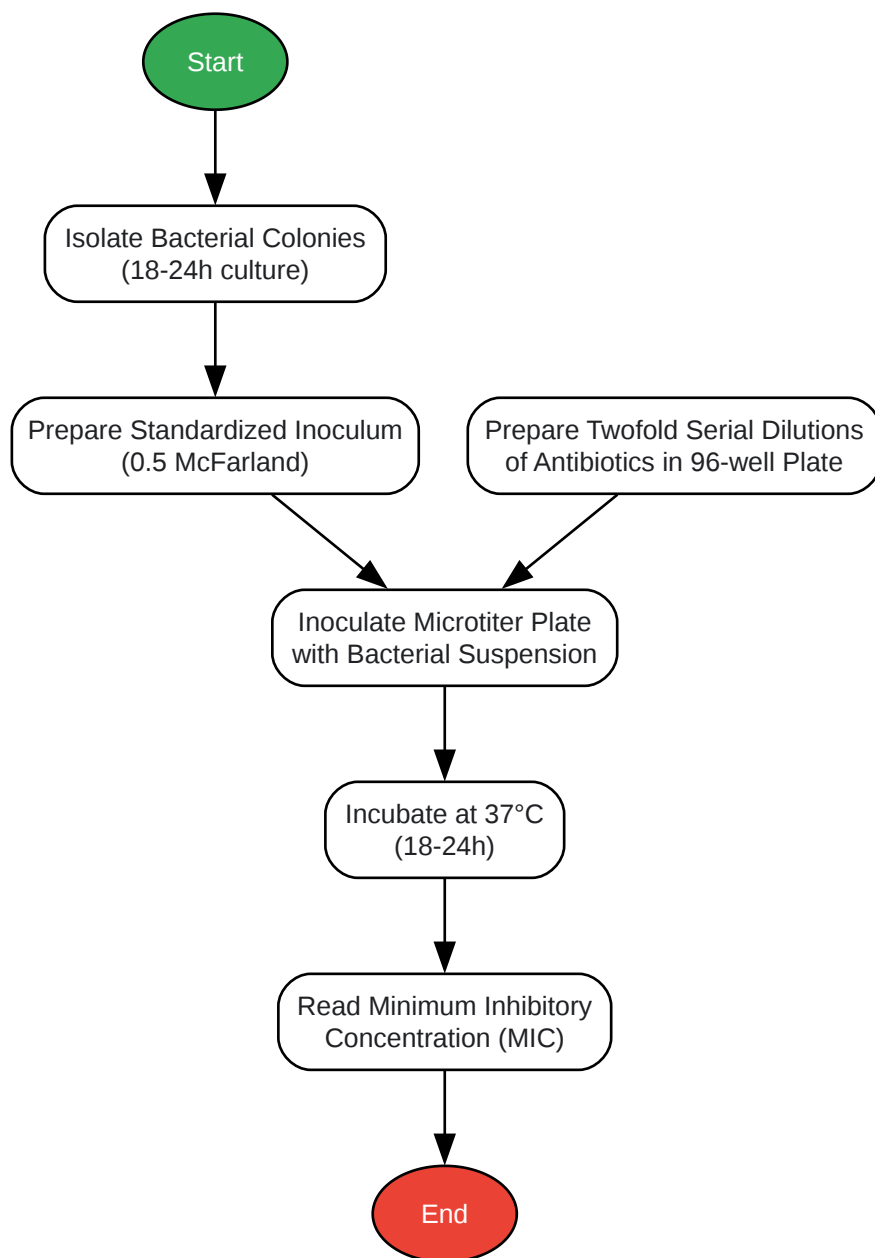 Start
Isolate Bacterial Colonies
(18-24h culture)
Prepare Standardized Inoculum
(0.5 McFarland)
Prepare Twofold Serial Dilutions
of Antibiotics in 96-well Plate
Inoculate Microtiter Plate
with Bacterial Suspension
Incubate at 37°C
(18-24h)
Read Minimum Inhibitory
Concentration (MIC)
End